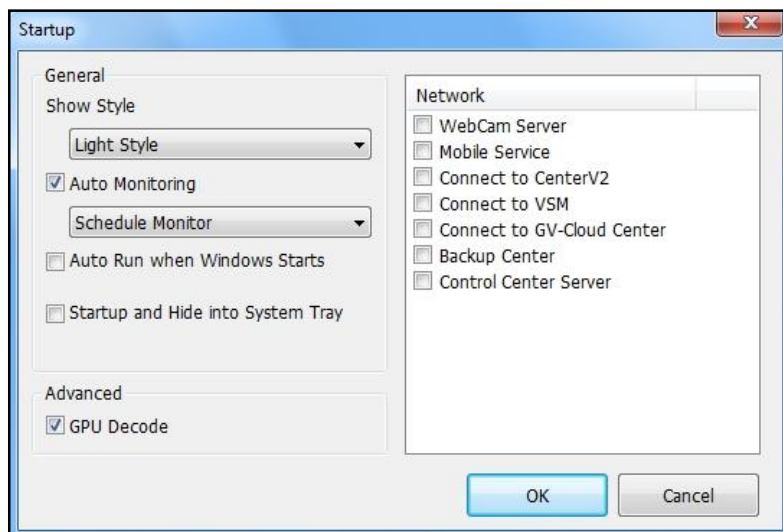 Startup
General
Show Style
Light Style
Auto Monitoring
Schedule Monitor
Auto Run when Windows Starts
Startup and Hide into System Tray
Advanced
GPU Decode
Network
WebCam Server
Mobile Service
Connect to CenterV2
Connect to VSM
Connect to GV-Cloud Center
Backup Center
Control Center Server
OK
Cancel